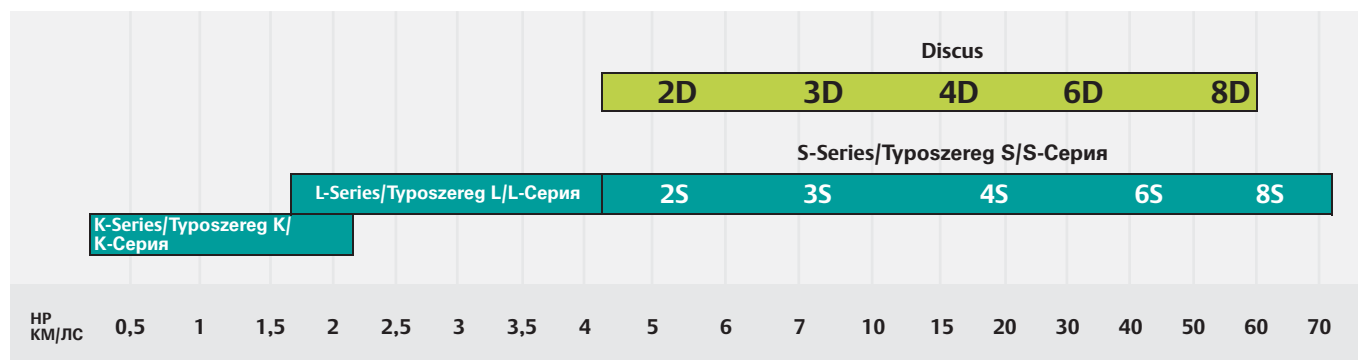 Discus
2D 3D 4D 6D 8D
S-Series/Typoszereg S/S-Серия
L-Series/Typoszereg L/L-Серия 2S 3S 4S 6S 8S
K-Series/Typoszereg K/
K-Серия
HP
КМ/ЛС
0,5 1 1,5 2 2,5 3 3,5 4 5 6 7 10 15 20 30 40 50 60 70